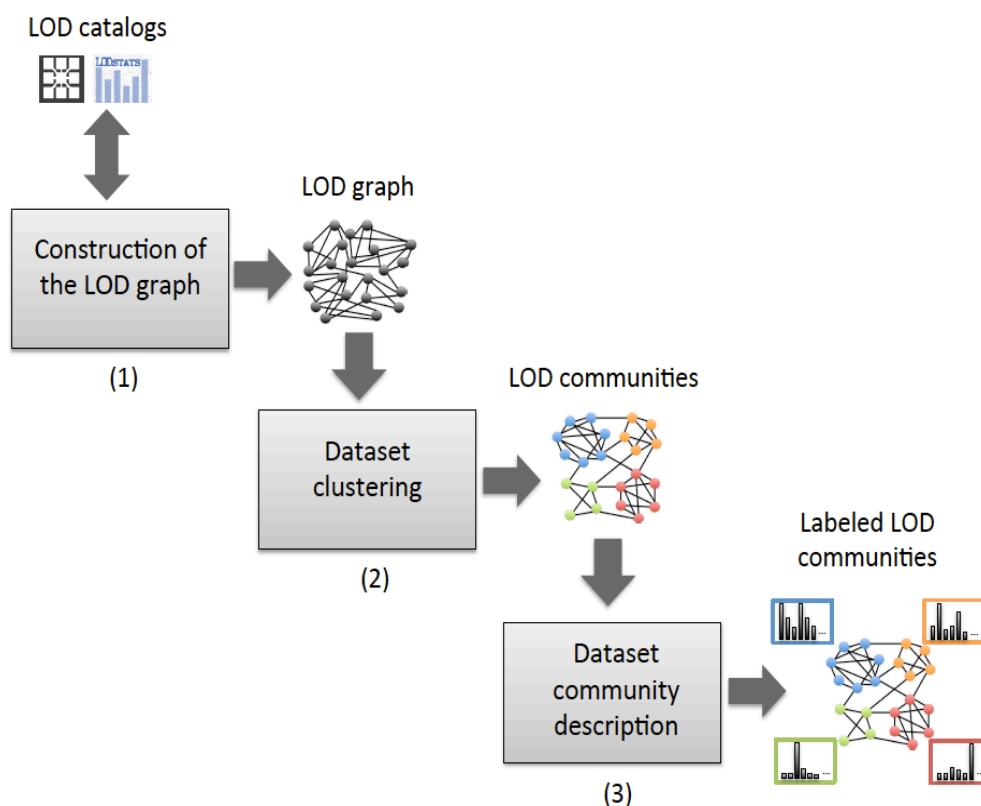 LOD catalogs
LODSTATS
LOD graph
Construction of
the LOD graph
(1)
LOD communities
Dataset
clustering
(2)
Labeled LOD
communities
...
...
Dataset
community
description
...
...
(3)